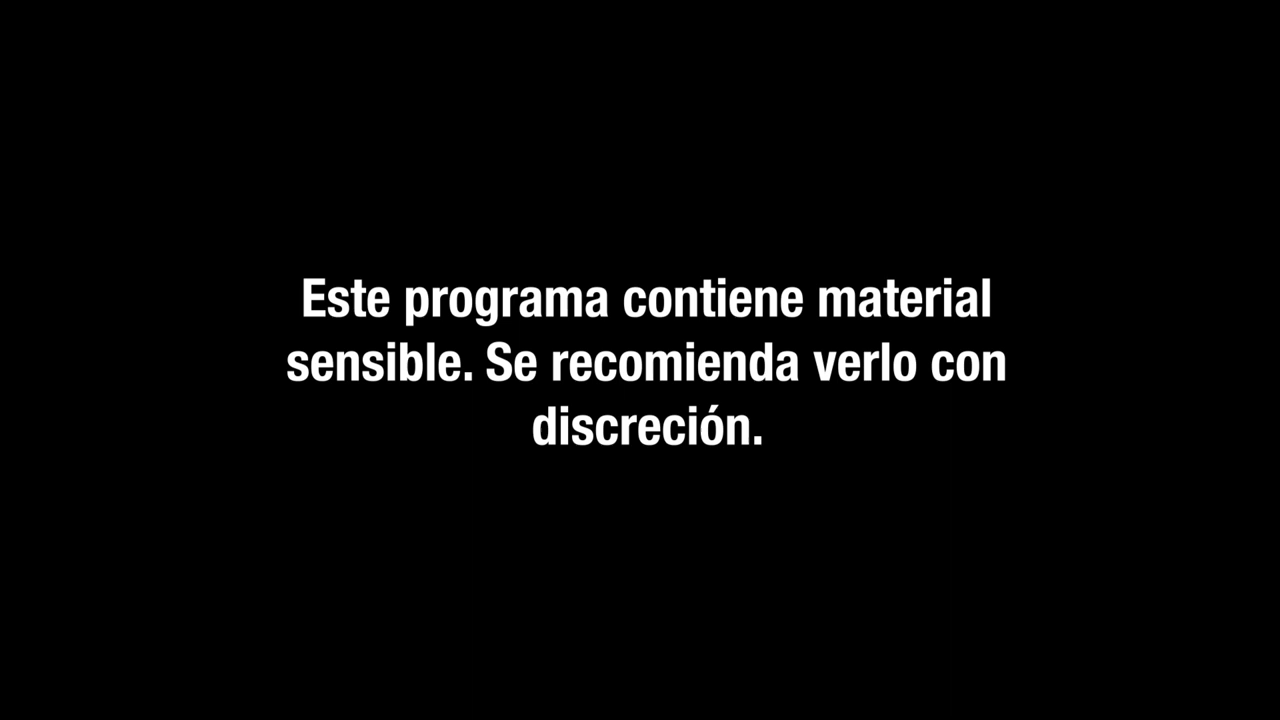 Este programa contiene material
sensible. Se recomienda verlo con
discreción.